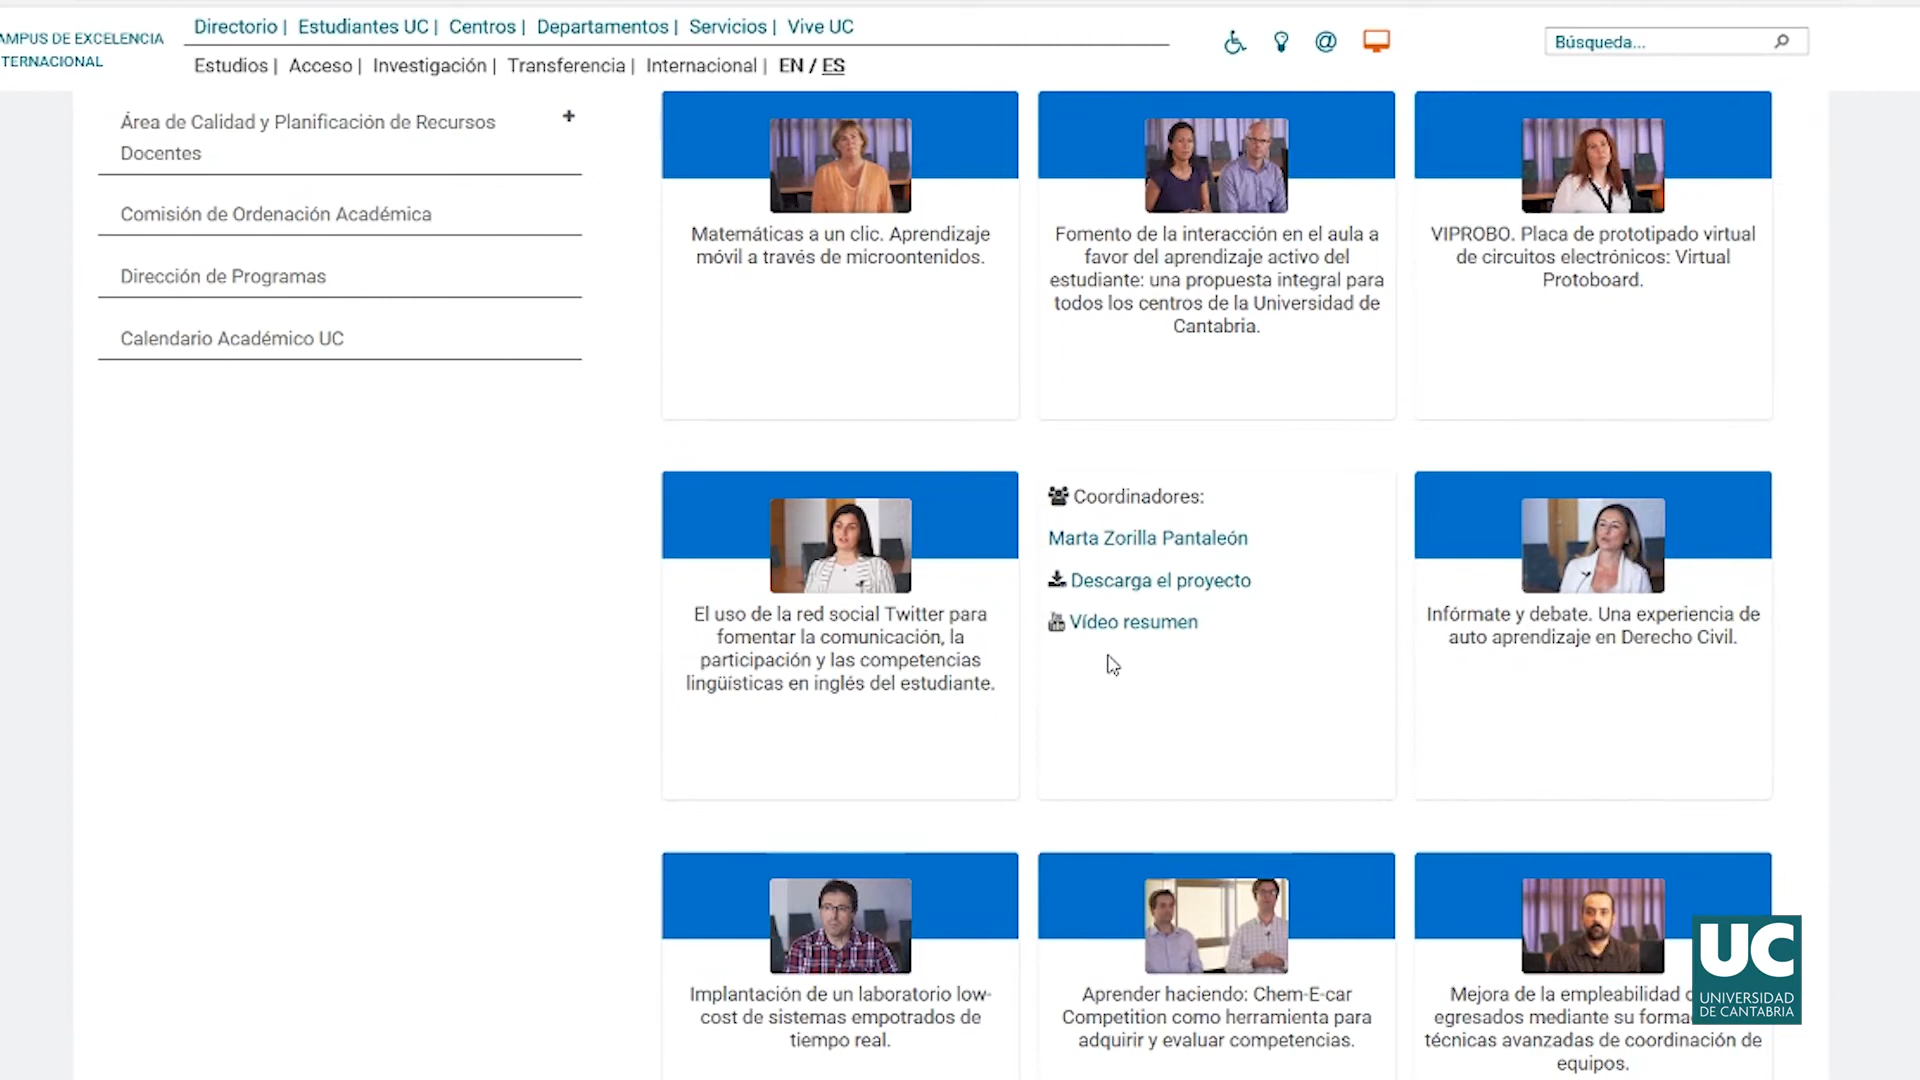 AMPUS DE EXCELENCIA
TERNACIONAL
Directorio | Estudiantes UC | Centros | Departamentos | Servicios | Vive UC
Estudios | Acceso | Investigación | Transferencia | Internacional | EN / ES
Búsqueda...
Área de Calidad y Planificación de Recursos
Docentes
+
Comisión de Ordenación Académica
Dirección de Programas
Calendario Académico UC
Matemáticas a un clic. Aprendizaje
móvil a través de microontenidos.
Fomento de la interacción en el aula a
favor del aprendizaje activo del
estudiante: una propuesta integral para
todos los centros de la Universidad de
Cantabria.
VIPROBO. Placa de prototipado virtual
de circuitos electrónicos: Virtual
Protoboard.
El uso de la red social Twitter para
fomentar la comunicación, la
participación y las competencias
lingüísticas en inglés del estudiante.
Coordinadores:
Marta Zorilla Pantaleón
Descarga el proyecto
Vídeo resumen
Infórmate y debate. Una experiencia de
auto aprendizaje en Derecho Civil.
Implantación de un laboratorio low-
cost de sistemas empotrados de
tiempo real.
Aprender haciendo: Chem-E-car
Competition como herramienta para
adquirir y evaluar competencias.
Mejora de la empleabilidad
egresados mediante su forma
técnicas avanzadas de coordinación de
equipos.
UC
UNIVERSIDAD
DE CANTABRIA